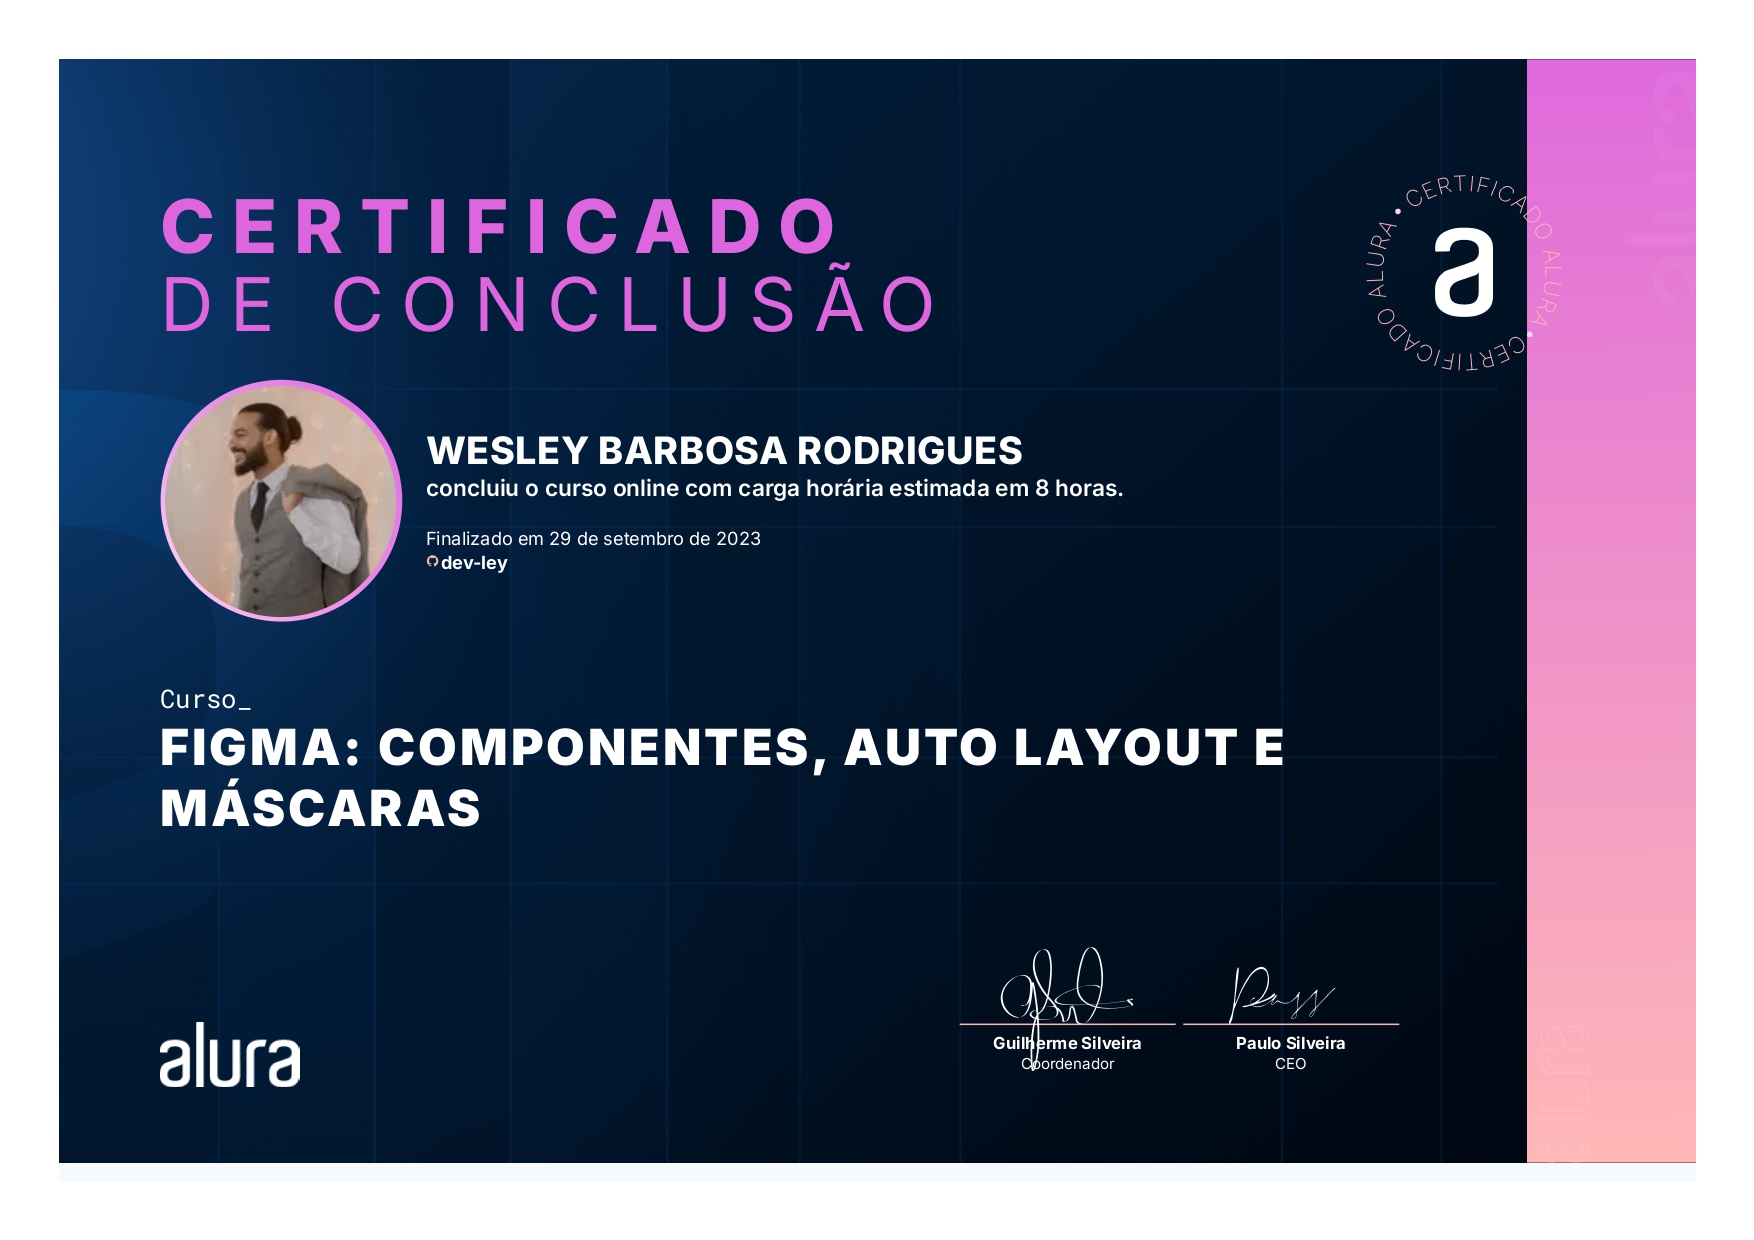 CERTIFICADO
DE CONCLUSÃO
• CERTIFICADO ALURA • CERTIFICADO ALURA
a
WESLEY BARBOSA RODRIGUES
concluiu o curso online com carga horária estimada em 8 horas.
Finalizado em 29 de setembro de 2023
dev-ley
Curso_
FIGMA: COMPONENTES, AUTO LAYOUT E
MÁSCARAS
alura
Guilherme Silveira
Coordenador
Paulo Silveira
CEO
alura
alura